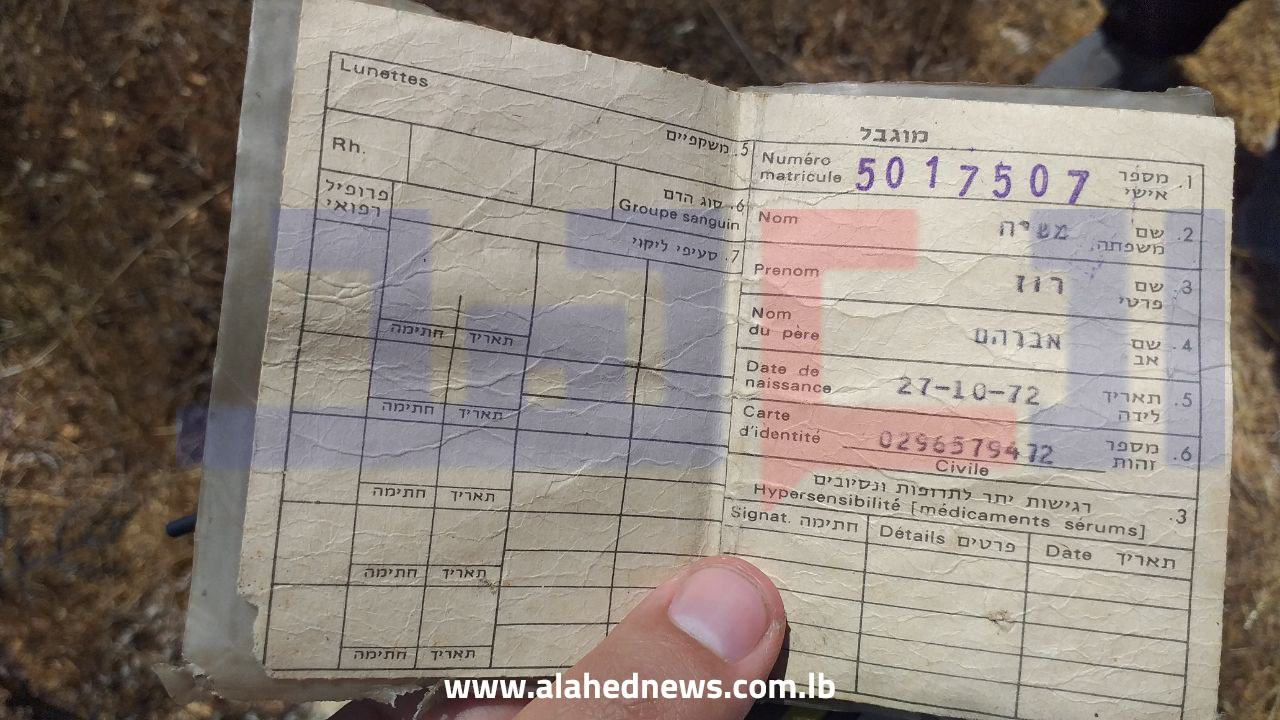 Lunettes
5. משקפיים
Rh.
6. סוג הדם
Groupe sanguin
פרופיל
רפואי
7. סעיפי ליקוי
חתימה תאריך
חתימה תאריך
חתימה תאריך
חתימה תאריך
חתימה תאריך
מוגבל
1. מספר אישי
Numéro matricule
5017507
2. שם משפחה
Nom
משיח
3. שם פרטי
Prenom
רוז
4. שם אב
Nom du père
אברהם
5. תאריך לידה
Date de naissance
27-10-72
6. מספר זהות
Carte d'identité
0296579472
Civile
3. רגישות יתר לתרופות ונסיובים
Hypersensibilité [médicaments sérums]
Signat. חתימה Détails פרטים Date תאריך
www.alahednews.com.lb